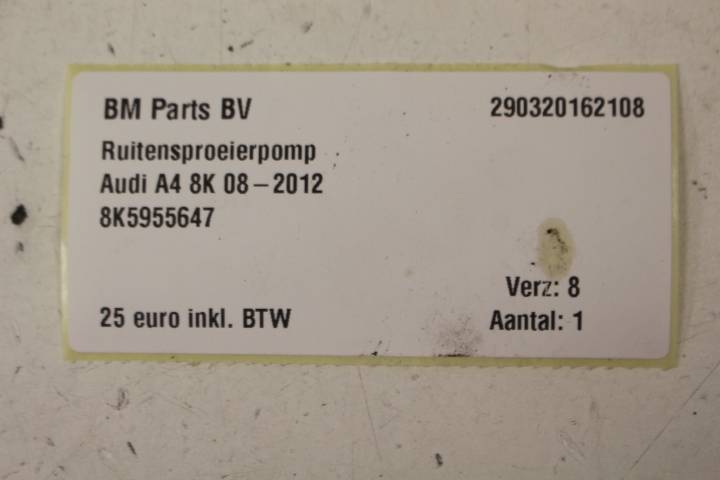 BM Parts BV 290320162108
Ruitensproeierpomp
Audi A4 8K 08-2012
8K5955647
Verz: 8
25 euro inkl. BTW Aantal: 1